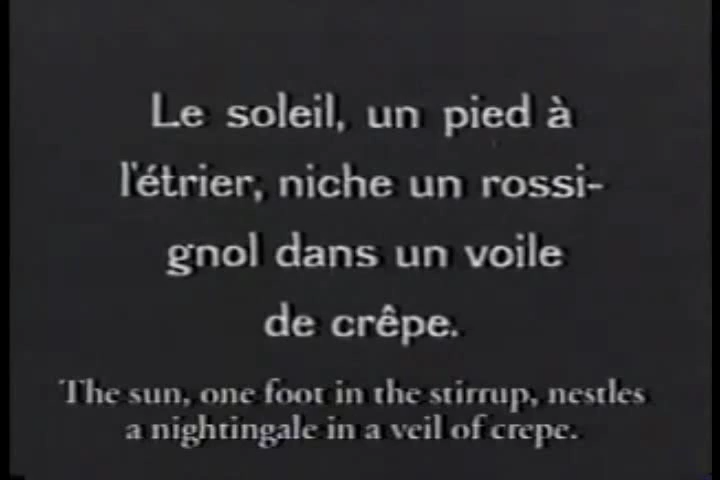 Le soleil, un pied à
l'étrier, niche un rossi-
gnol dans un voile
de crêpe.
The sun, one foot in the stirrup, nestles
a nightingale in a veil of crepe.